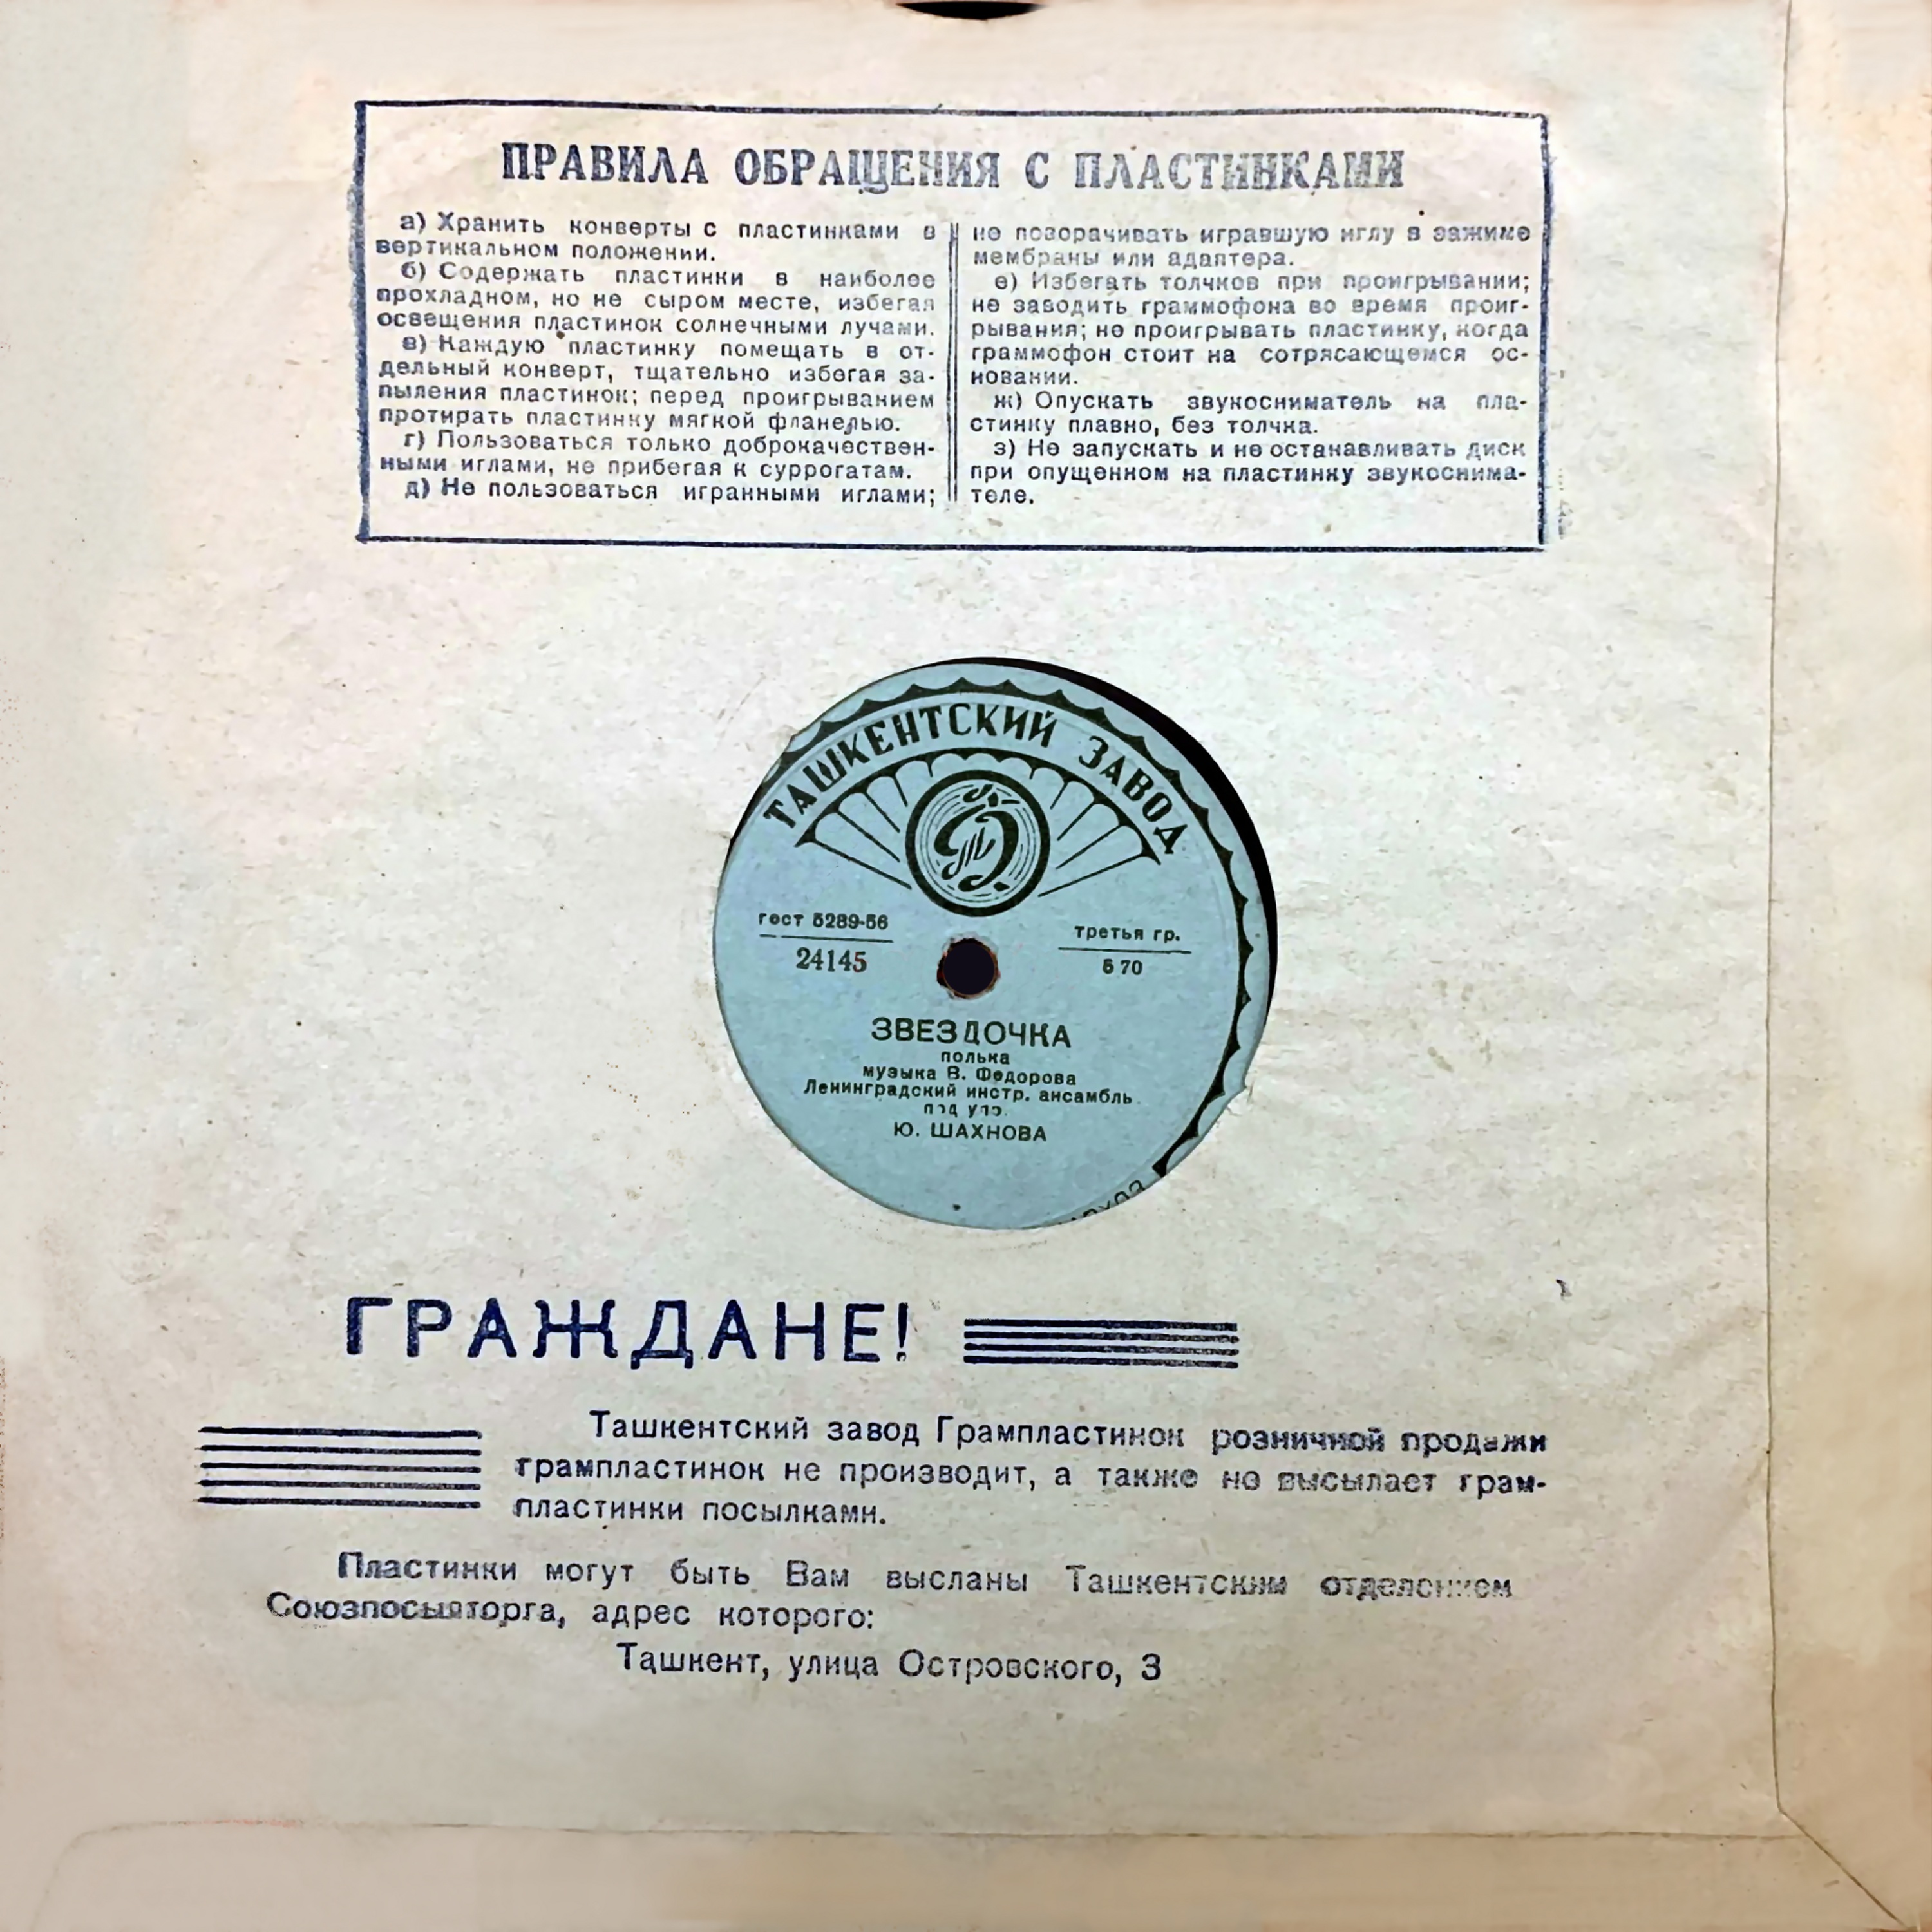 ПРАВИЛА ОБРАЩЕНИЯ С ПЛАСТИНКАМИ
а) Хранить конверты с пластинками в
вертикальном положении.
б) Содержать пластинки в наиболее
прохладном, но не сыром месте, избегая
освещения пластинок солнечными лучами.
в) Каждую пластинку помещать в от-
дельный конверт, тщательно избегая за-
пыления пластинок; перед проигрыванием
протирать пластинку мягкой фланелью.
г) Пользоваться только доброкачествен-
ными иглами, не прибегая к суррогатам.
д) Не пользоваться игранными иглами;
не поворачивать игравшую иглу в зажиме
мембраны или адаптера.
е) Избегать толчков при проигрывании;
не заводить граммофона во время проиг-
рывания; не проигрывать пластинку, когда
граммофон стоит на сотрясающемся ос-
новании.
ж) Опускать звукосниматель на пла-
стинку плавно, без толчка.
з) Не запускать и не останавливать диск
при опущенном на пластинку звукоснима-
теле.
ТАШКЕНТСКИЙ ЗАВОД
гост 5289-56
24145
третья гр.
5 70
ЗВЕЗДОЧКА
полька
музыка В. Федорова
Ленинградский инстр. ансамбль
под упр.
Ю. ШАХНОВА
ГРАЖДАНЕ!
Ташкентский завод Грампластинок розничной продажи
грампластинок не производит, а также не высылает грам-
пластинки посылками.
Пластинки могут быть Вам высланы Ташкентским отделением
Союзпосылторга, адрес которого:
Ташкент, улица Островского, 3